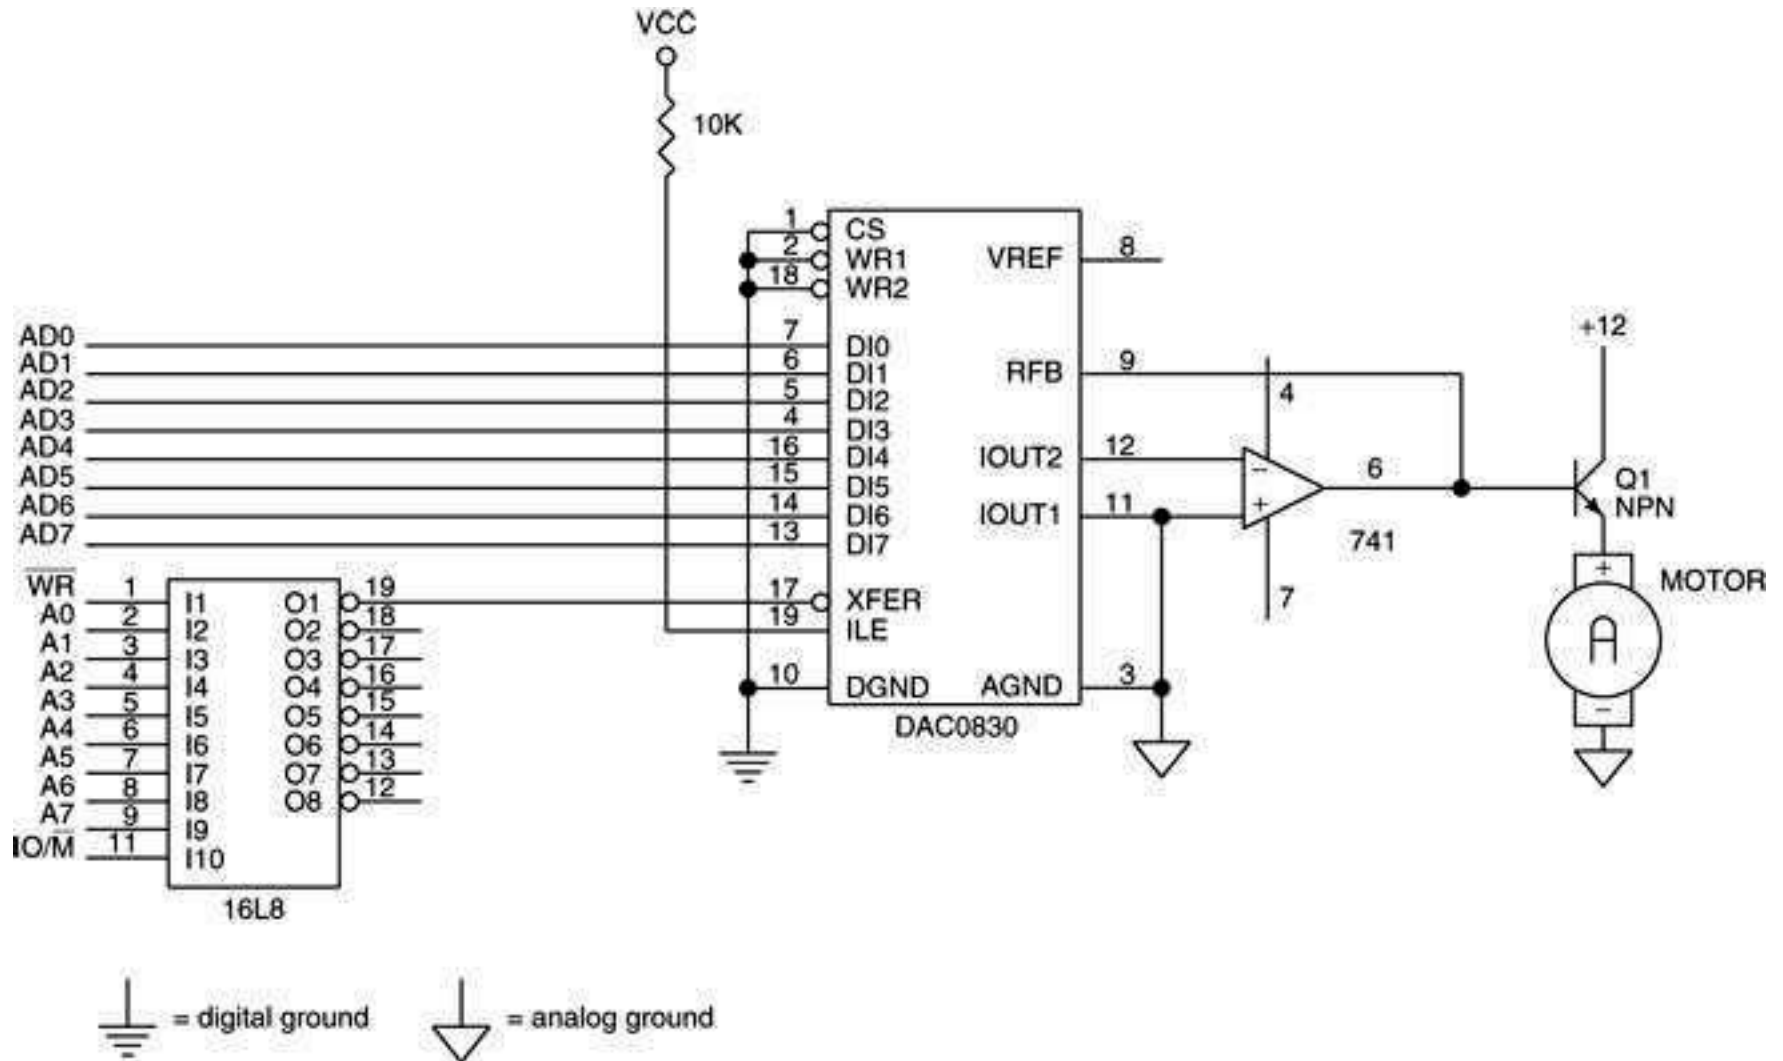 VCC
10K
1 CS
2 WR1
18 WR2
VREF 8
AD0 7 DI0
AD1 6 DI1
AD2 5 DI2
AD3 4 DI3
AD4 16 DI4
AD5 15 DI5
AD6 14 DI6
AD7 13 DI7
RFB 9
IOUT2 12
IOUT1 11
4
−
+
6
741
7
+12
Q1
NPN
+
MOTOR
A
−
17 XFER
19 ILE
10 DGND
AGND 3
DAC0830
W̅R̅ 1 I1
A0 2 I2
A1 3 I3
A2 4 I4
A3 5 I5
A4 6 I6
A5 7 I7
A6 8 I8
A7 9 I9
IO/M̅ 11 I10
O1 19
O2 18
O3 17
O4 16
O5 15
O6 14
O7 13
O8 12
16L8
= digital ground
= analog ground